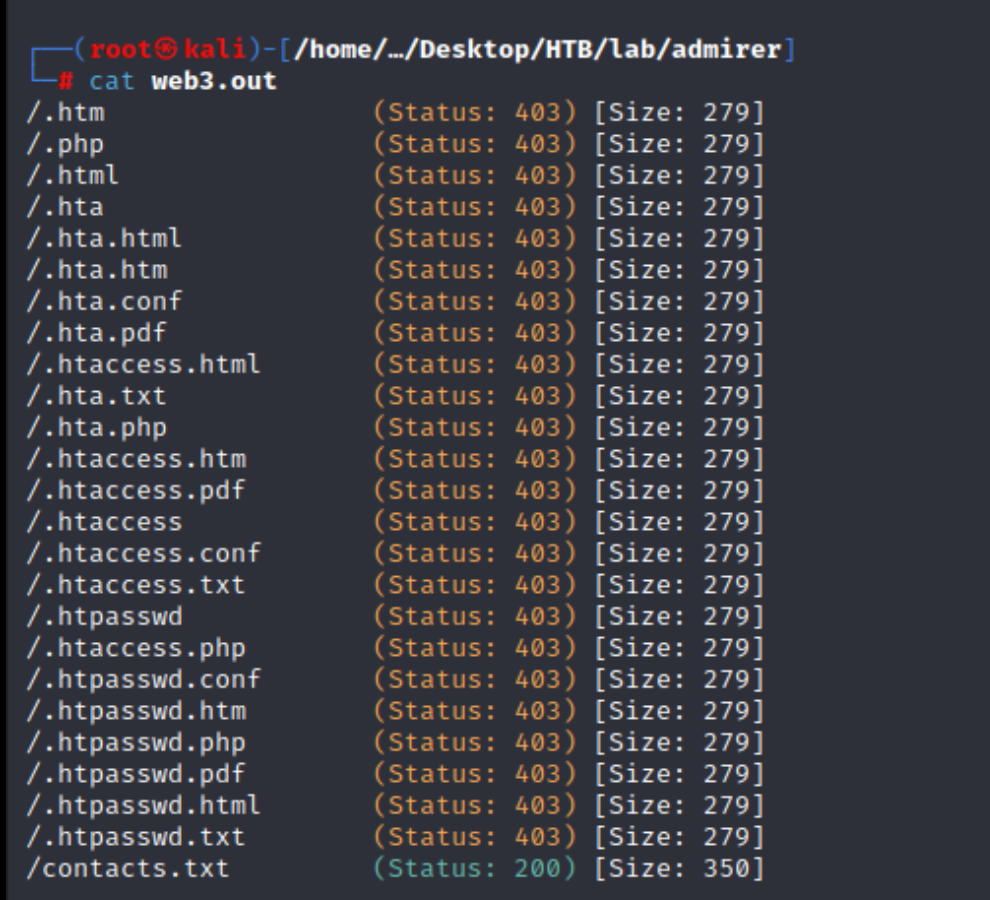 ┌──(root㉿kali)-[/home/…/Desktop/HTB/lab/admirer]
└─# cat web3.out
/.htm (Status: 403) [Size: 279]
/.php (Status: 403) [Size: 279]
/.html (Status: 403) [Size: 279]
/.hta (Status: 403) [Size: 279]
/.hta.html (Status: 403) [Size: 279]
/.hta.htm (Status: 403) [Size: 279]
/.hta.conf (Status: 403) [Size: 279]
/.hta.pdf (Status: 403) [Size: 279]
/.htaccess.html (Status: 403) [Size: 279]
/.hta.txt (Status: 403) [Size: 279]
/.hta.php (Status: 403) [Size: 279]
/.htaccess.htm (Status: 403) [Size: 279]
/.htaccess.pdf (Status: 403) [Size: 279]
/.htaccess (Status: 403) [Size: 279]
/.htaccess.conf (Status: 403) [Size: 279]
/.htaccess.txt (Status: 403) [Size: 279]
/.htpasswd (Status: 403) [Size: 279]
/.htaccess.php (Status: 403) [Size: 279]
/.htpasswd.conf (Status: 403) [Size: 279]
/.htpasswd.htm (Status: 403) [Size: 279]
/.htpasswd.php (Status: 403) [Size: 279]
/.htpasswd.pdf (Status: 403) [Size: 279]
/.htpasswd.html (Status: 403) [Size: 279]
/.htpasswd.txt (Status: 403) [Size: 279]
/contacts.txt (Status: 200) [Size: 350]